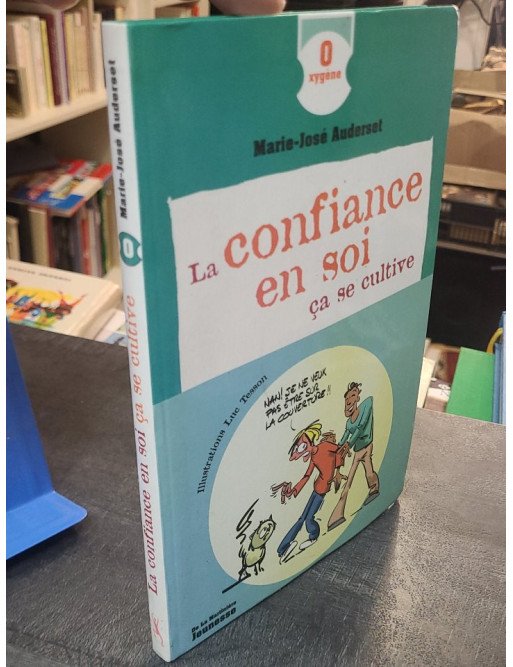 O
xygène
Marie-José Auderset
La confiance
en soi
ça se cultive
Illustrations Luc Tesson
NAN! JE NE VEUX
PAS ÊTRE SUR
LA COUVERTURE!!
De La Martinière
Jeunesse
Marie-José Auderset
O
La confiance en soi ça se cultive